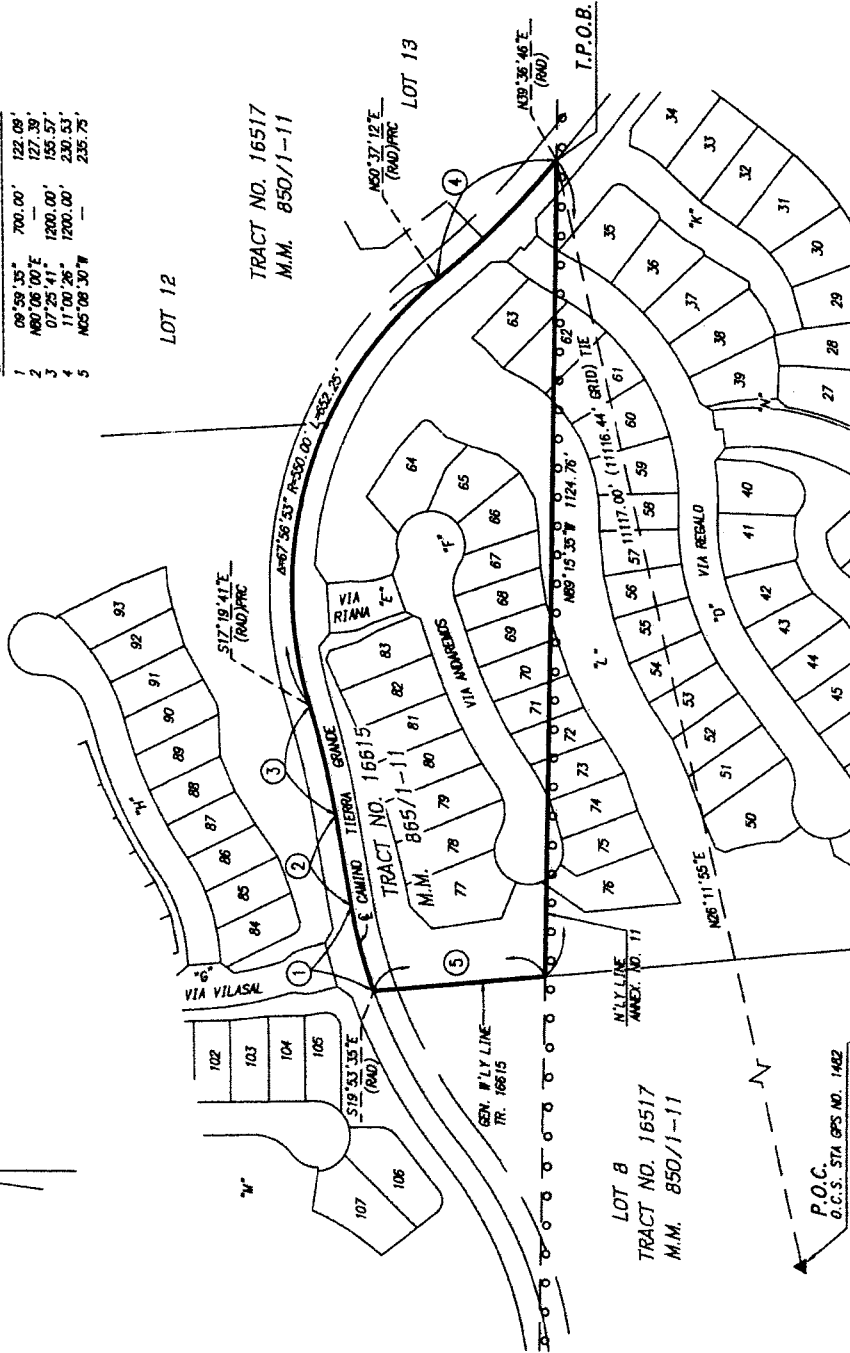 1 09°59'35" 700.00' 122.09'
2 N80°06'00"E — 127.39'
3 07°25'41" 1200.00' 155.57'
4 11°00'26" 1200.00' 230.53'
5 N05°08'30"W — 235.75'
LOT 12
TRACT NO. 16517
M.M. 850/1-11
LOT 13
N50°37'12"E
(RAD)PRC
4
N39°36'46"E
(RAD)
T.P.O.B.
Δ=67°56'53" R=550.00' L=652.25'
S17°19'41"E
(RAD)PRC
3
2
1
℄ CAMINO TIERRA GRANDE
TRACT NO. 16615
M.M. 865/1-11
5
S19°53'35"E
(RAD)
GEN. W'LY LINE
TR. 16615
N'LY LINE
ANNEX. NO. 11
N89°15'35"W 1124.76'
11117.00' (11116.44' GRID) TIE
N26°11'55"E
LOT 8
TRACT NO. 16517
M.M. 850/1-11
P.O.C.
O.C.S. STA GPS NO. 1482
VIA VILASAL
"G"
"H"
"M"
VIA
RIANA
"E"
VIA ANDAREMOS
"F"
"L"
VIA REGALO
"D"
"K"
"N"
93
92
91
90
89
88
87
86
85
84
102
103
104
105
106
107
64
65
66
67
68
69
70
71
72
73
74
75
76
77
78
79
80
81
82
83
63
62
61
60
59
58
57
56
55
54
53
52
51
50
34
33
32
31
30
29
28
27
35
36
37
38
39
40
41
42
43
44
45